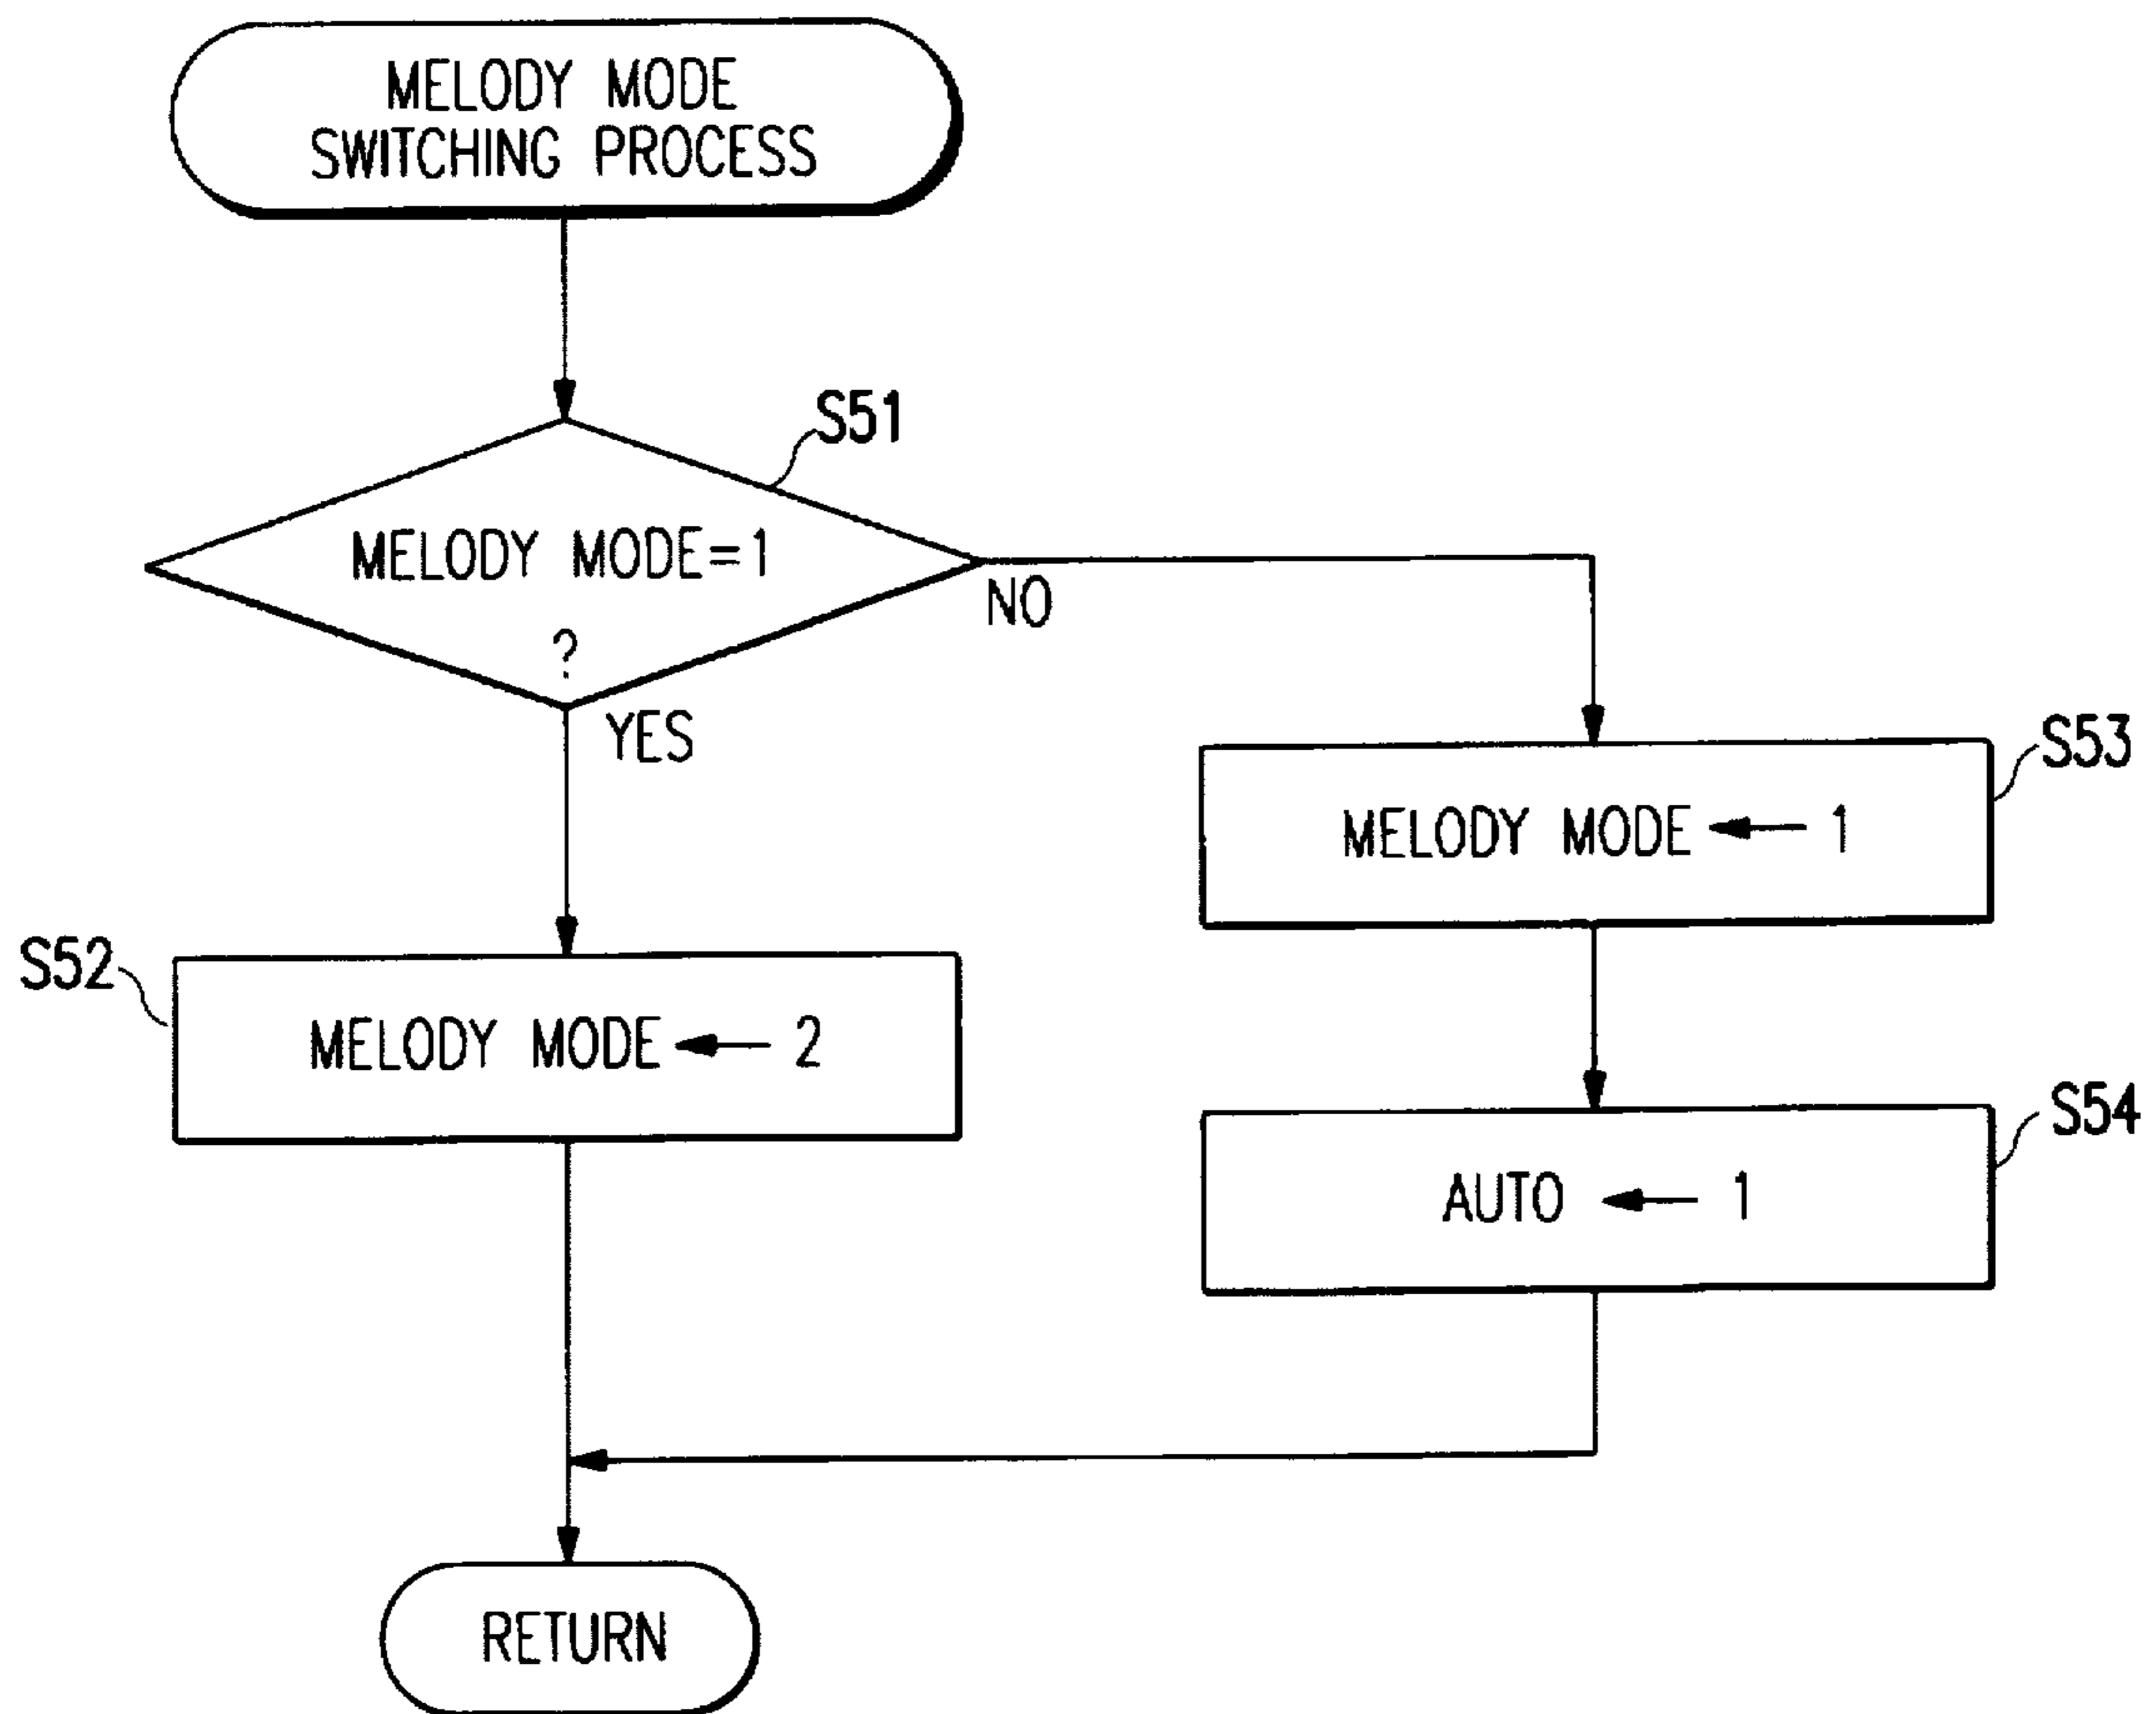 MELODY MODE
SWITCHING PROCESS
S51
MELODY MODE=1
?
NO
YES
S53
MELODY MODE ← 1
S52
MELODY MODE ← 2
S54
AUTO ← 1
RETURN